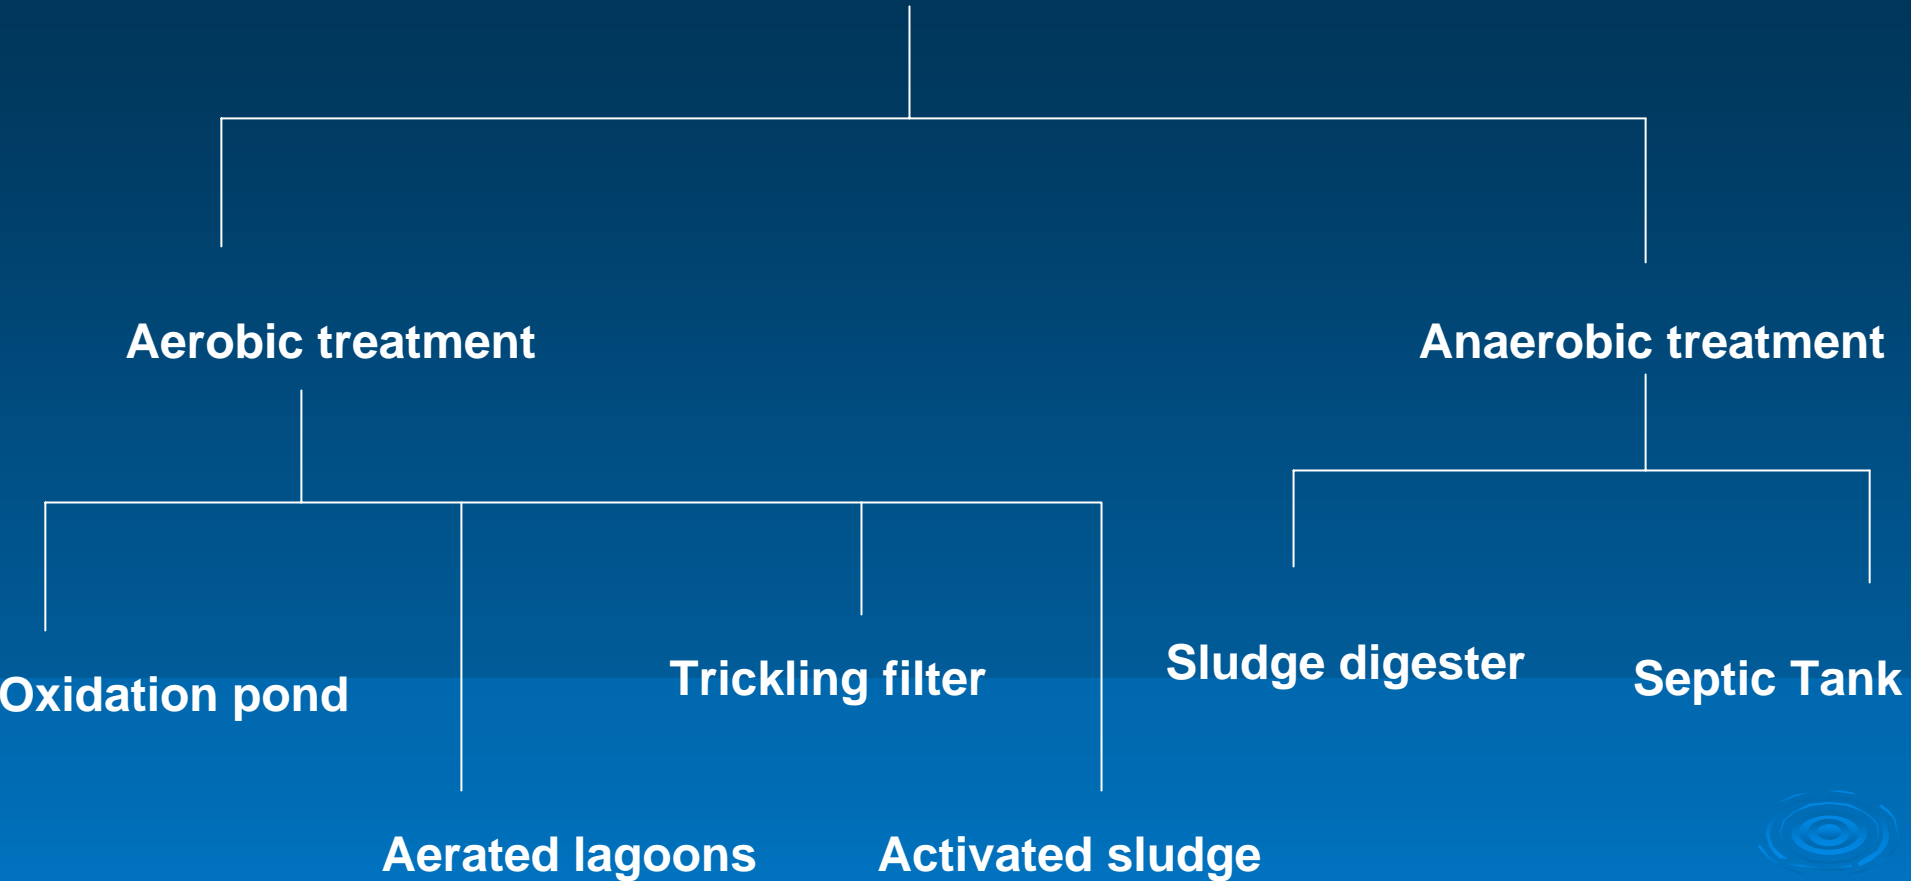 Aerobic treatment
Anaerobic treatment
Oxidation pond
Trickling filter
Sludge digester
Septic Tank
Aerated lagoons
Activated sludge